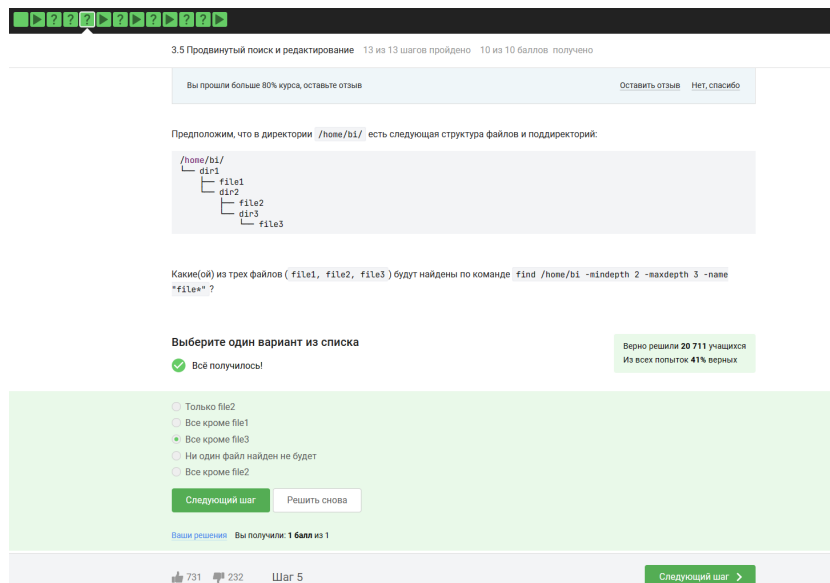 ? ? ? ? ? ? ?
3.5 Продвинутый поиск и редактирование 13 из 13 шагов пройдено 10 из 10 баллов получено
Вы прошли больше 80% курса, оставьте отзыв Оставить отзыв Нет, спасибо
Предположим, что в директории /home/bi/ есть следующая структура файлов и поддиректорий:
/home/bi/
└── dir1
├── file1
└── dir2
├── file2
└── dir3
└── file3
Какие(ой) из трех файлов ( file1, file2, file3 ) будут найдены по команде find /home/bi -mindepth 2 -maxdepth 3 -name
"file*" ?
Выберите один вариант из списка
Всё получилось!
Верно решили 20 711 учащихся
Из всех попыток 41% верных
Только file2
Все кроме file1
Все кроме file3
Ни один файл найден не будет
Все кроме file2
Следующий шаг Решить снова
Ваши решения Вы получили: 1 балл из 1
731 232 Шаг 5 Следующий шаг